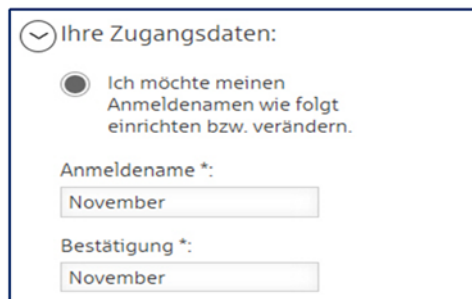 Ihre Zugangsdaten:
Ich möchte meinen
Anmeldenamen wie folgt
einrichten bzw. verändern.
Anmeldename *:
November
Bestätigung *:
November